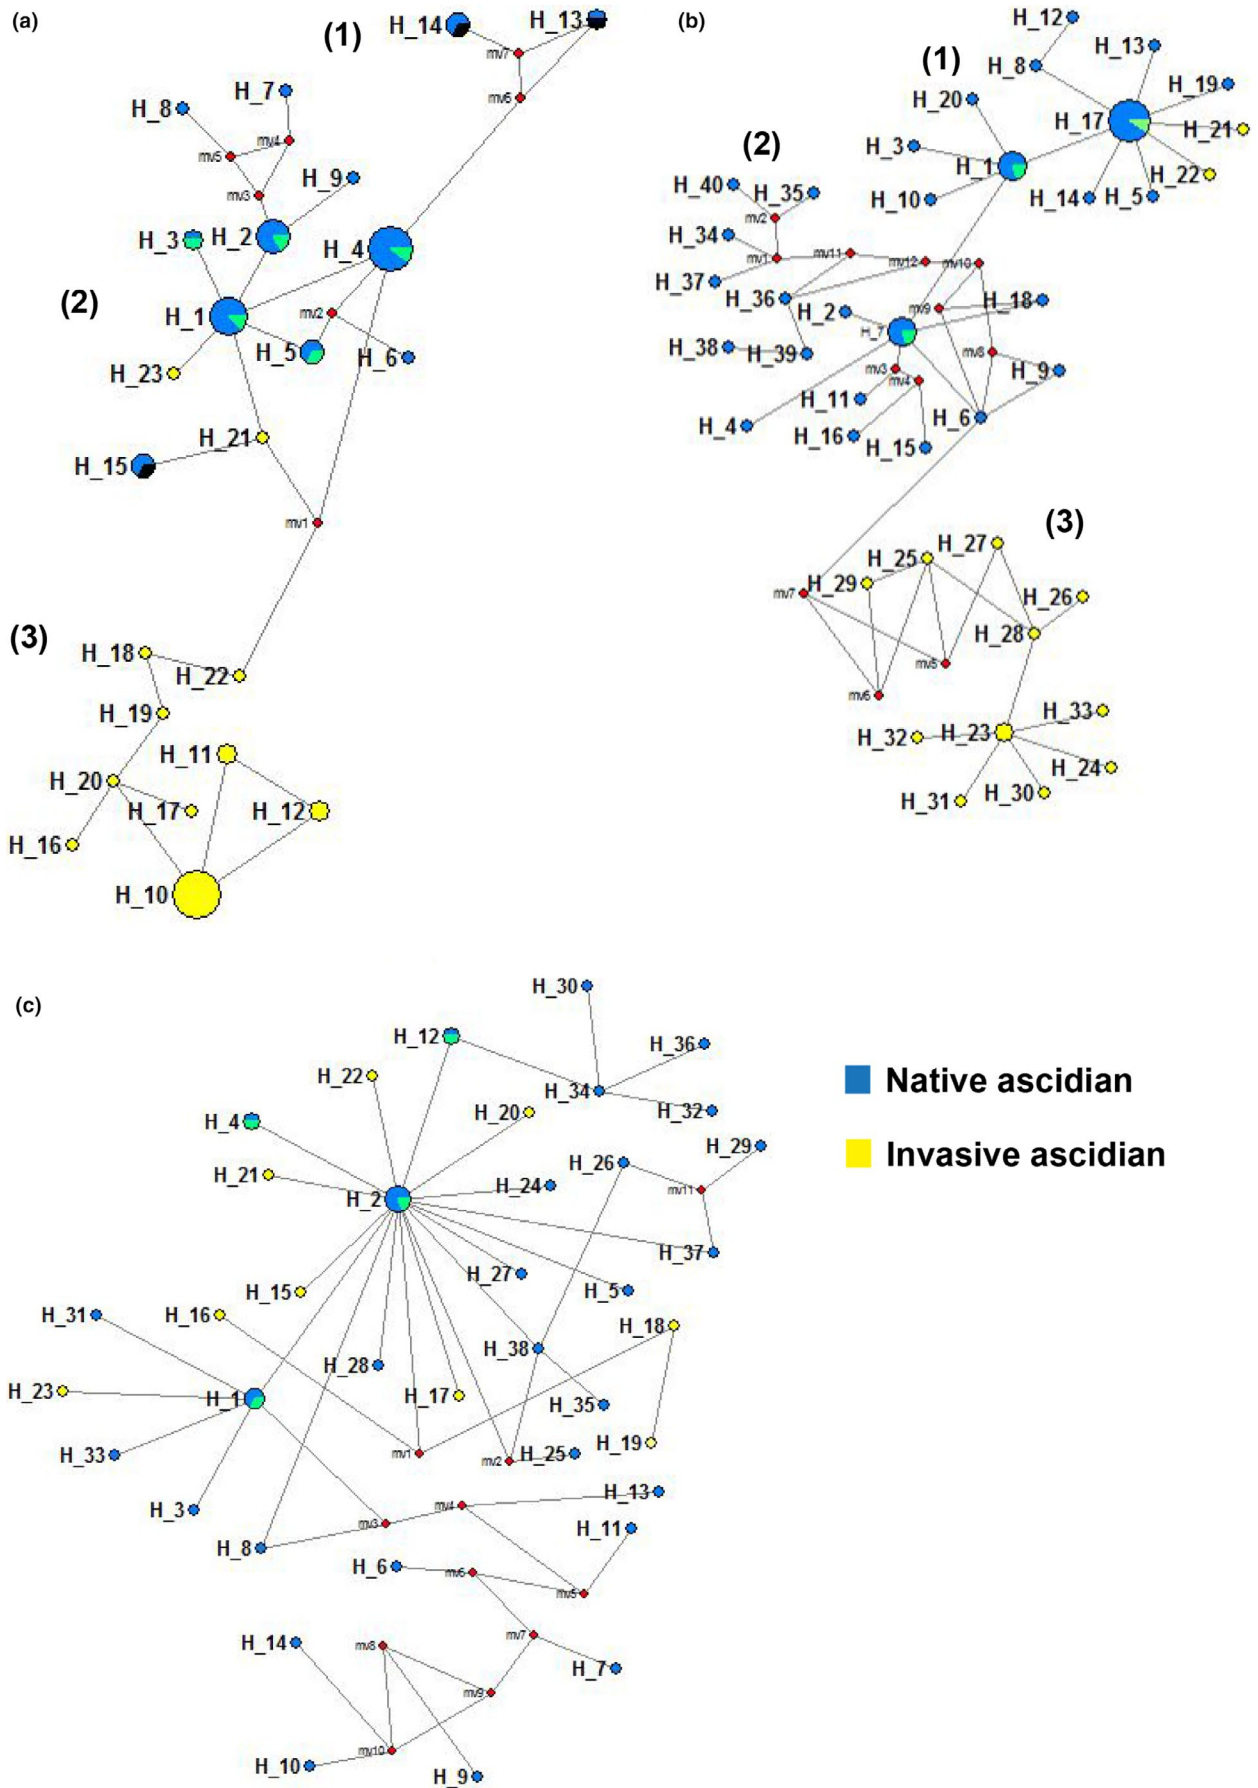 (a)
(1)
H_14
H_13
mv7
mv6
H_7
H_8
mv4
mv5
H_9
mv3
H_3
H_2
H_4
(2)
H_1
mv2
H_5
H_6
H_23
H_21
H_15
mv1
(3)
H_18
H_22
H_19
H_11
H_20
H_17
H_12
H_16
H_10
(b)
H_12
H_13
(1)
H_8
H_19
H_20
H_17
H_21
(2)
H_3
H_1
H_22
H_40
H_35
H_10
H_14
H_5
mv2
H_34
mv1
mv11
mv12
mv10
H_37
H_36
H_18
H_2
mv9
H_7
H_38
H_39
mv8
mv3
H_9
mv4
H_11
H_6
H_4
H_16
H_15
(3)
H_27
H_25
H_29
mv7
H_26
H_28
mv5
mv6
H_33
H_32
H_23
H_24
H_31
H_30
(c)
H_30
H_12
H_36
H_22
H_34
H_20
H_32
H_4
H_29
H_26
H_21
H_24
mv11
H_2
H_37
H_27
H_5
H_15
H_31
H_16
H_18
H_38
H_28
H_23
H_1
H_17
H_35
H_33
mv1
H_19
mv2
H_25
H_3
mv4
H_13
mv3
H_11
H_8
H_6
mv6
mv5
H_14
mv8
mv7
H_7
mv9
mv10
H_10
H_9
Native ascidian
Invasive ascidian